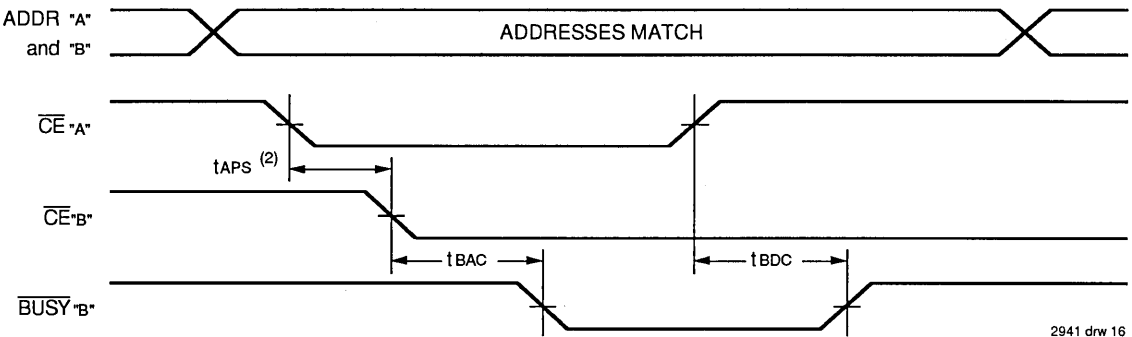 ADDR "A"
and "B"
ADDRESSES MATCH
CE "A"
tAPS (2)
CE "B"
tBAC
tBDC
BUSY "B"
2941 drw 16